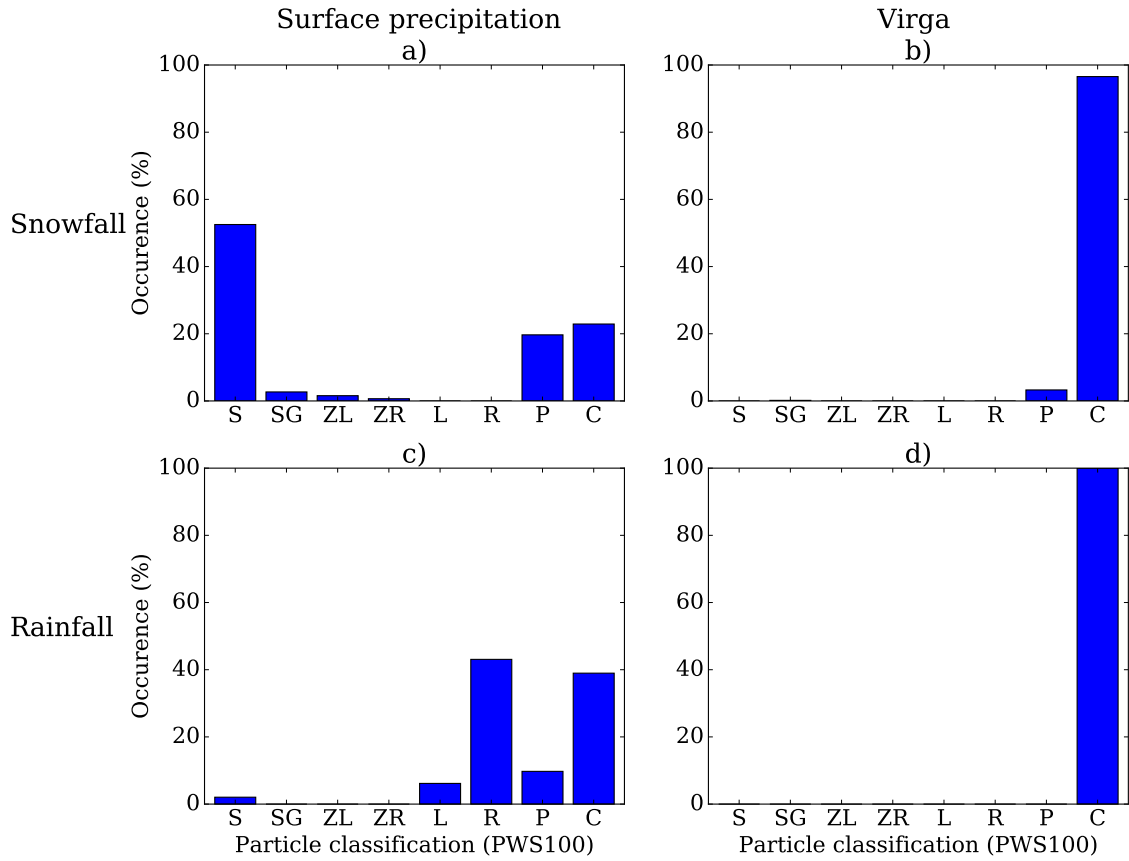 Surface precipitation
Virga
a)
b)
100
80
60
40
20
0
Occurence (%)
Snowfall
S SG ZL ZR L R P C
100
80
60
40
20
0
S SG ZL ZR L R P C
c)
d)
100
80
60
40
20
0
Occurence (%)
Rainfall
S SG ZL ZR L R P C
Particle classification (PWS100)
100
80
60
40
20
0
S SG ZL ZR L R P C
Particle classification (PWS100)